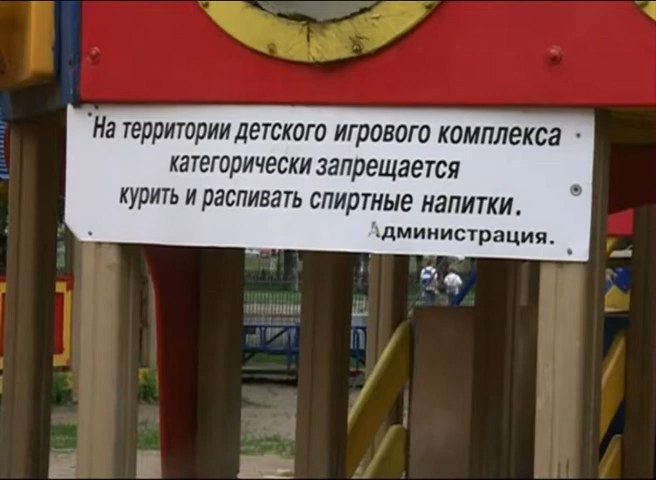 На территории детского игрового комплекса
категорически запрещается
курить и распивать спиртные напитки.
Администрация.